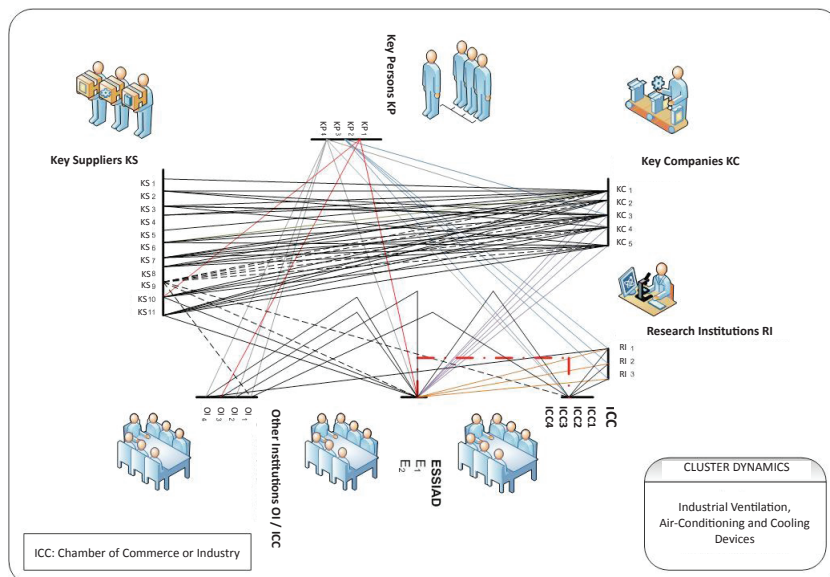 Key Persons KP
KP 4
KP 3
KP 2
KP 1
Key Suppliers KS
Key Companies KC
KS 1
KS 2
KS 3
KS 4
KS 5
KS 6
KS 7
KS 8
KS 9
KS 10
KS 11
KC 1
KC 2
KC 3
KC 4
KC 5
Research Institutions RI
RI 1
RI 2
RI 3
OI 4
OI 3
OI 2
OI 1
Other Institutions OI / ICC
ESSIAD
E1
E2
ICC4
ICC3
ICC2
ICC1
ICC
CLUSTER DYNAMICS
Industrial Ventilation,
Air-Conditioning and Cooling
Devices
ICC: Chamber of Commerce or Industry